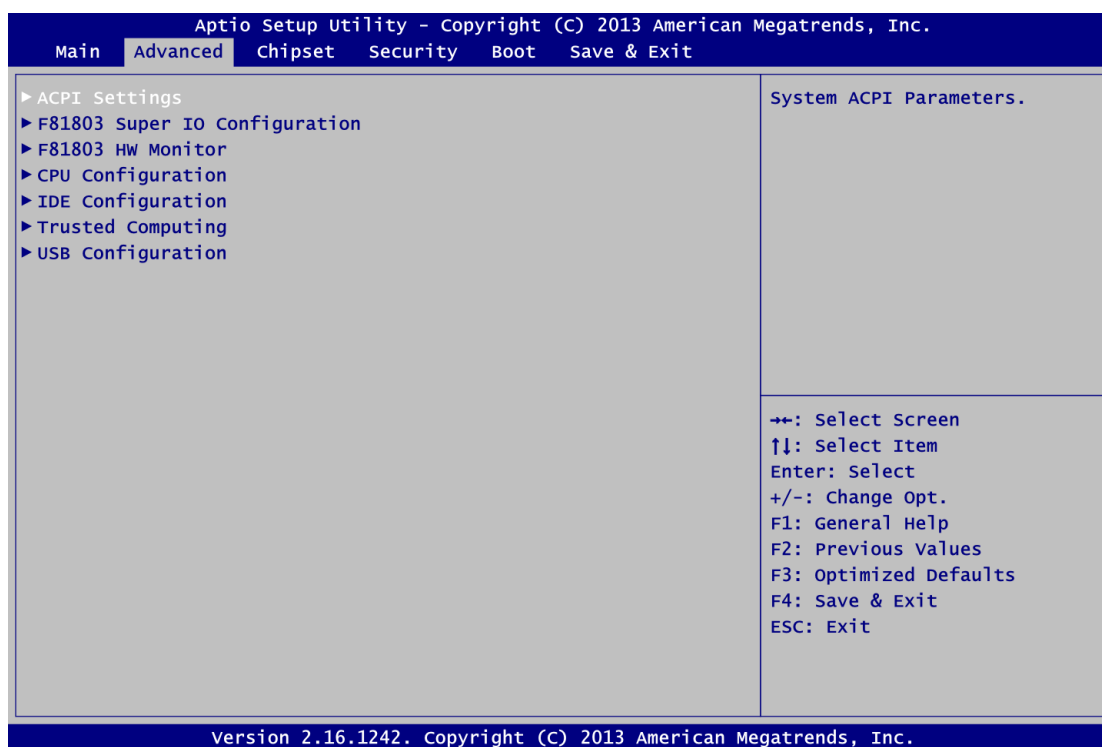 Aptio Setup Utility – Copyright (C) 2013 American Megatrends, Inc.
Main Advanced Chipset Security Boot Save & Exit
►ACPI Settings
►F81803 Super IO Configuration
►F81803 HW Monitor
►CPU Configuration
►IDE Configuration
►Trusted Computing
►USB Configuration
System ACPI Parameters.
→←: Select Screen
↑↓: Select Item
Enter: Select
+/-: Change Opt.
F1: General Help
F2: Previous Values
F3: Optimized Defaults
F4: Save & Exit
ESC: Exit
Version 2.16.1242. Copyright (C) 2013 American Megatrends, Inc.